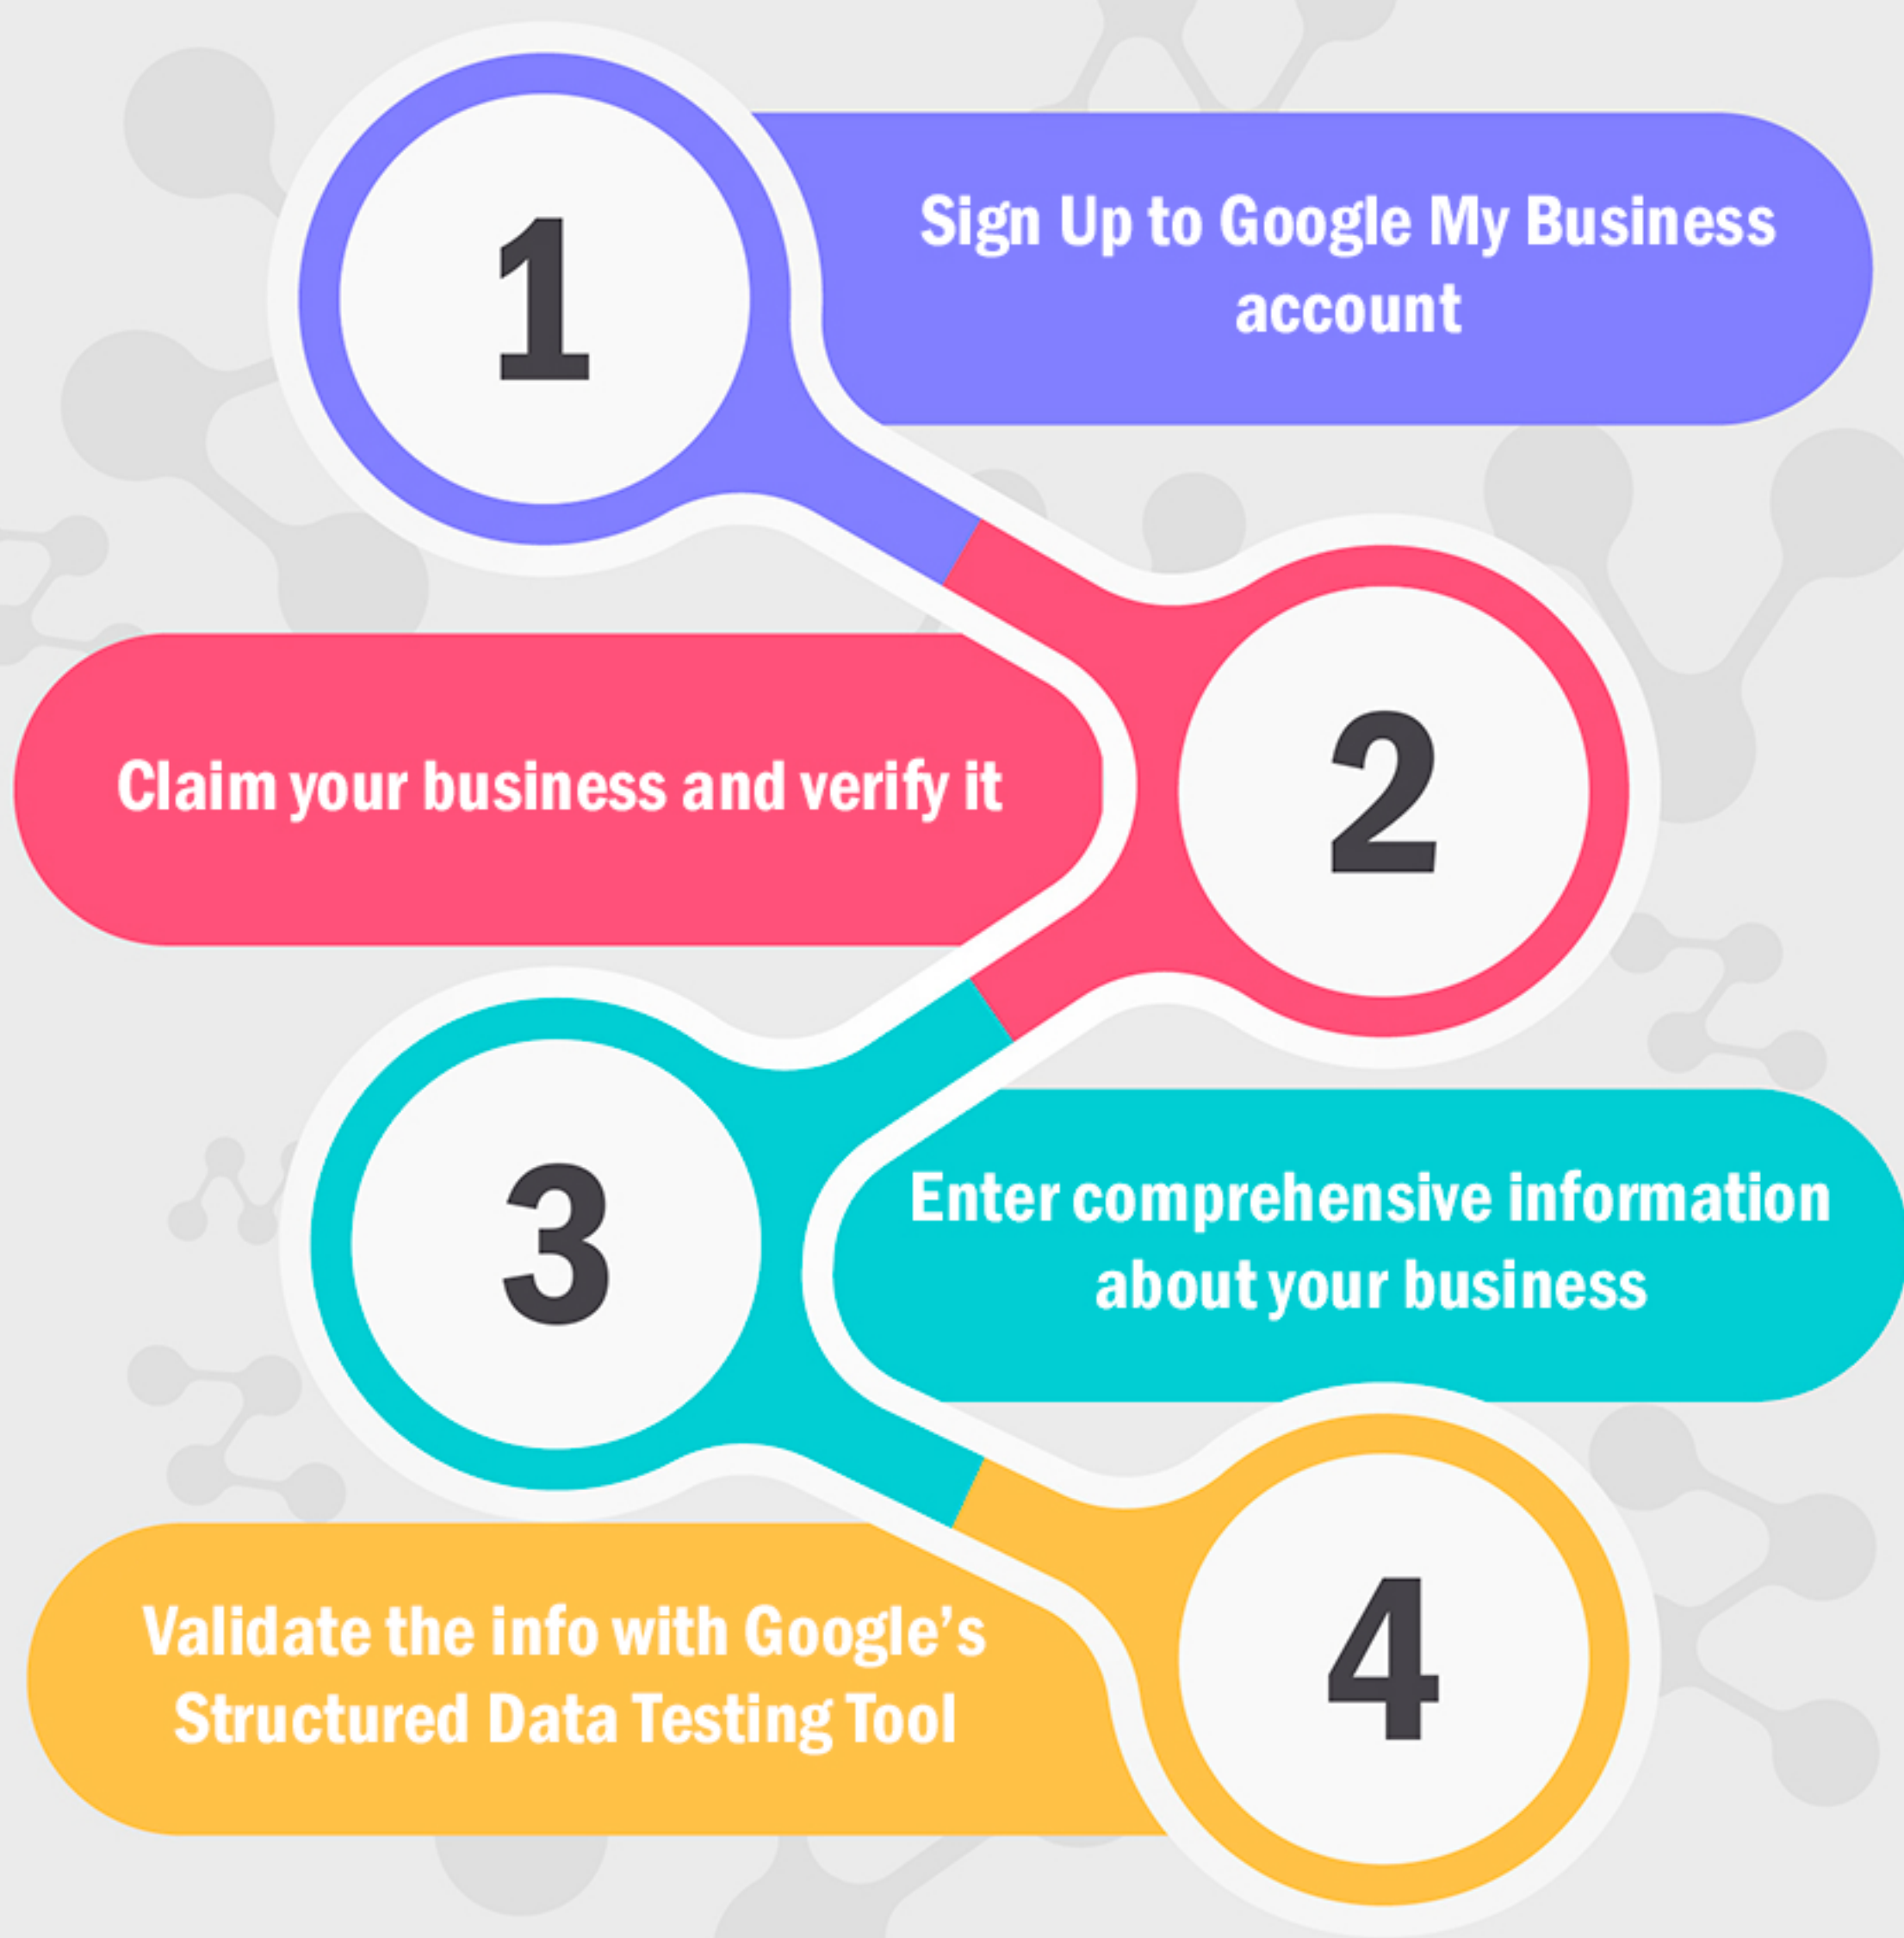 1
Sign Up to Google My Business
account
2
Claim your business and verify it
3
Enter comprehensive information
about your business
4
Validate the info with Google’s
Structured Data Testing Tool